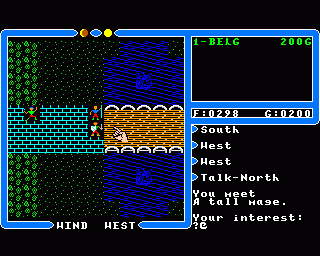 1-BELG 200G
F:0298 G:0200
South
West
West
Talk-North
You meet
A tall mage.
Your interest:
?C
WIND WEST